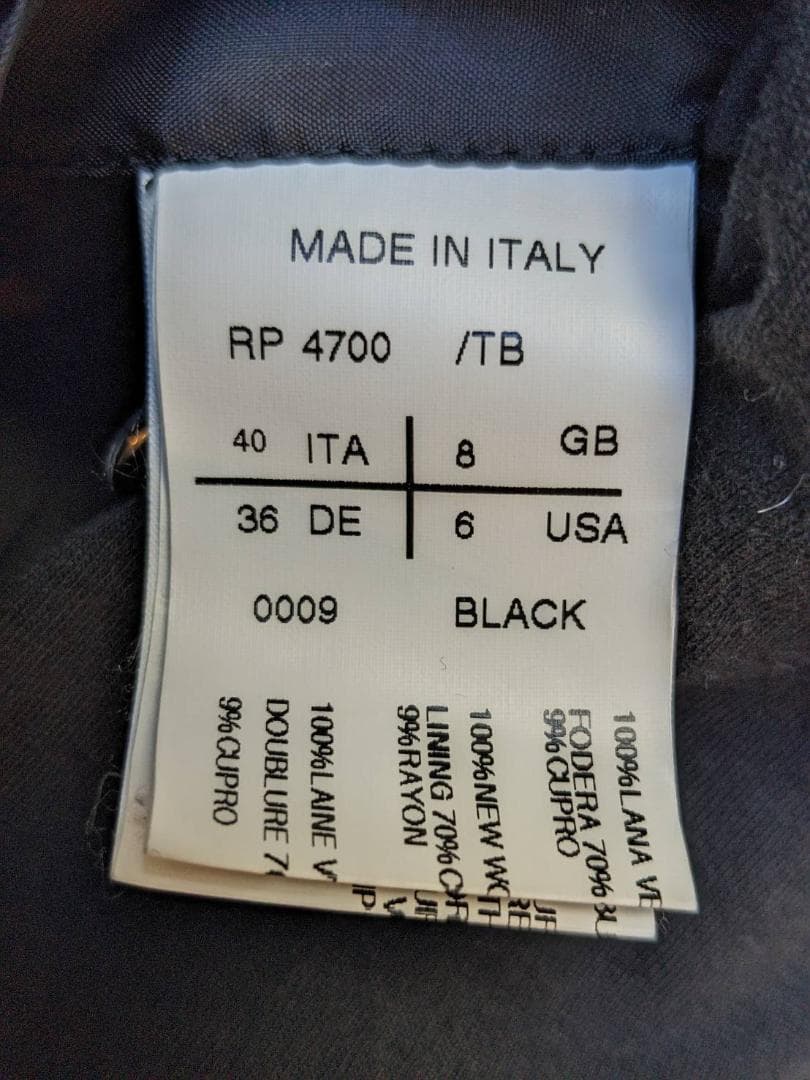 MADE IN ITALY
RP 4700 /TB
40 ITA 8 GB
36 DE 6 USA
0009 BLACK
100%LANA
FODERA 70%
9%CUPRO
100%NEW
LINING 70%
9%RAYON
100%LAINE
DOUBLURE
9%CUPRO